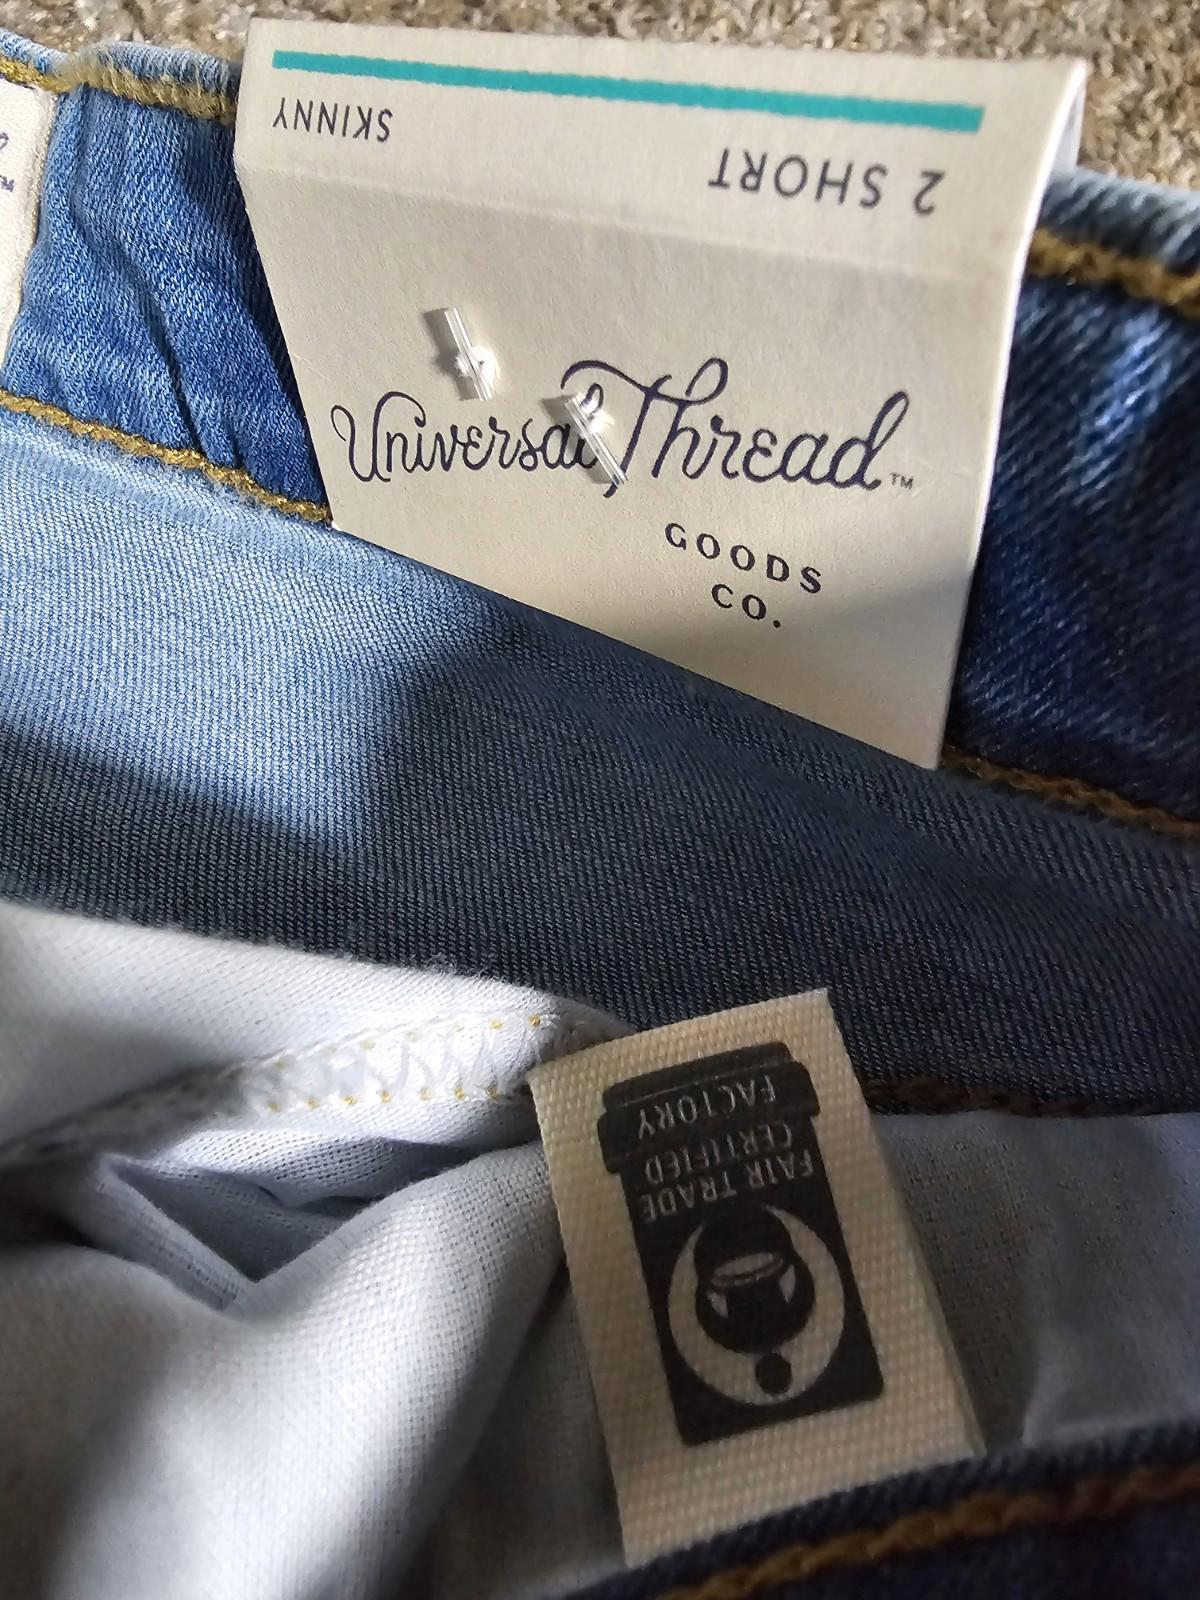 SKINNY
2 SHORT
Universal Thread™
GOODS
CO.
FAIR TRADE
CERTIFIED
FACTORY